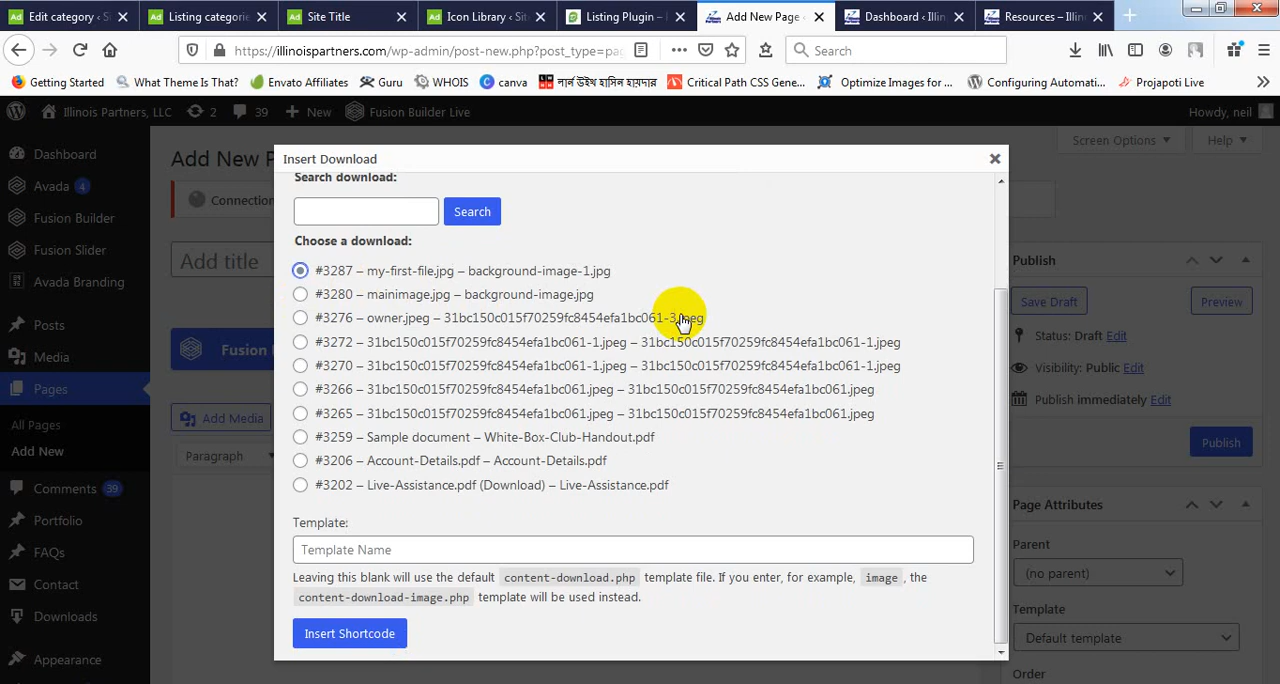 Edit category ‹ S
Listing categorie
Site Title
Icon Library ‹ Site
Listing Plugin –
Add New Page ‹
Dashboard ‹ Illin
Resources – Illin
https://illinoispartners.com/wp-admin/post-new.php?post_type=pag
Search
Getting Started
What Theme Is That?
Envato Affiliates
Guru
WHOIS
canva
লার্ন উইথ হাসিন হায়দার
Critical Path CSS Gene...
Optimize Images for ...
Configuring Automati...
Projapoti Live
Illinois Partners, LLC
2
39
New
Fusion Builder Live
Howdy, neil
Dashboard
Avada 4
Fusion Builder
Fusion Slider
Avada Branding
Posts
Media
Pages
All Pages
Add New
Comments 39
Portfolio
FAQs
Contact
Downloads
Appearance
Add New P
Screen Options
Help
Connection
Add title
Fusion
Add Media
Paragraph
Insert Download
Search download:
Search
Choose a download:
#3287 – my-first-file.jpg – background-image-1.jpg
#3280 – mainimage.jpg – background-image.jpg
#3276 – owner.jpeg – 31bc150c015f70259fc8454efa1bc061-3.jpeg
#3272 – 31bc150c015f70259fc8454efa1bc061-1.jpeg – 31bc150c015f70259fc8454efa1bc061-1.jpeg
#3270 – 31bc150c015f70259fc8454efa1bc061-1.jpeg – 31bc150c015f70259fc8454efa1bc061-1.jpeg
#3266 – 31bc150c015f70259fc8454efa1bc061.jpeg – 31bc150c015f70259fc8454efa1bc061.jpeg
#3265 – 31bc150c015f70259fc8454efa1bc061.jpeg – 31bc150c015f70259fc8454efa1bc061.jpeg
#3259 – Sample document – White-Box-Club-Handout.pdf
#3206 – Account-Details.pdf – Account-Details.pdf
#3202 – Live-Assistance.pdf (Download) – Live-Assistance.pdf
Template:
Template Name
Leaving this blank will use the default content-download.php template file. If you enter, for example, image , the
content-download-image.php template will be used instead.
Insert Shortcode
Publish
Save Draft
Preview
Status: Draft Edit
Visibility: Public Edit
Publish immediately Edit
Publish
Page Attributes
Parent
(no parent)
Template
Default template
Order